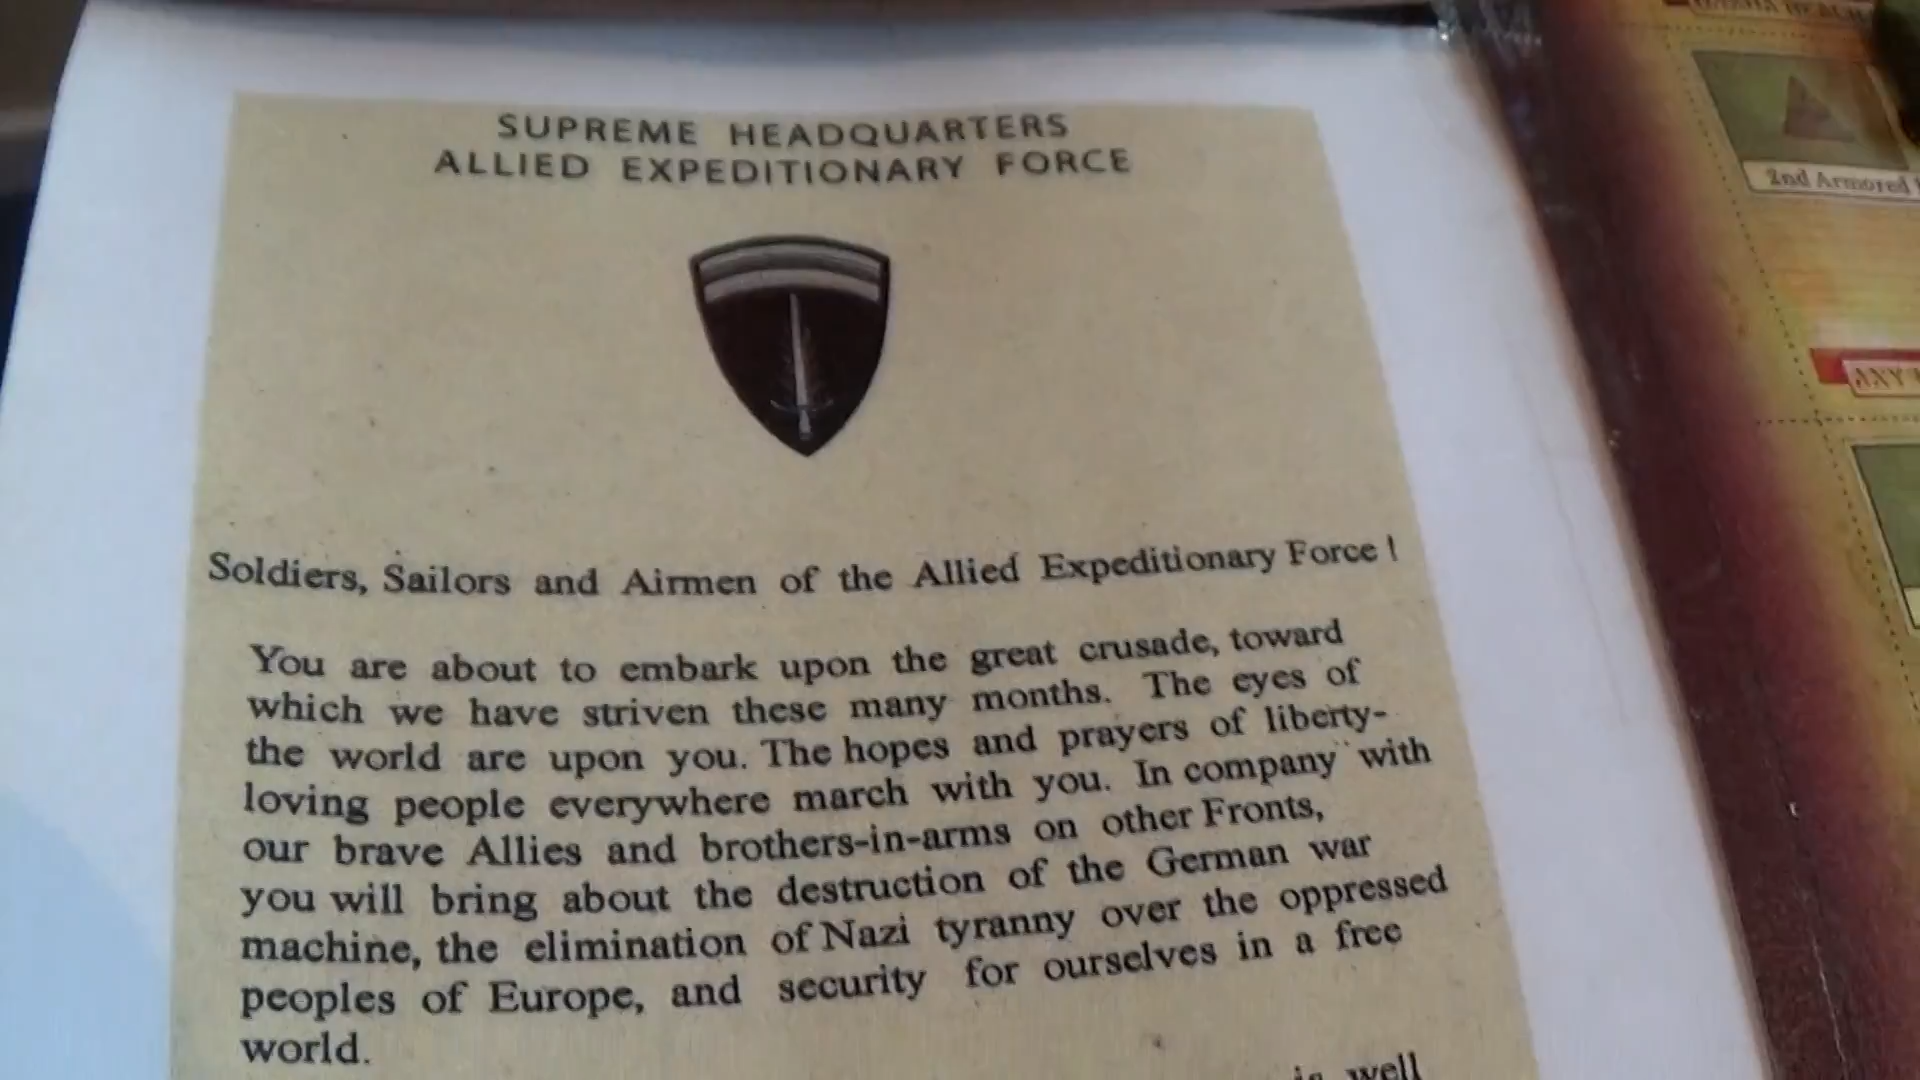 SUPREME HEADQUARTERS
ALLIED EXPEDITIONARY FORCE
Soldiers, Sailors and Airmen of the Allied Expeditionary Force !
You are about to embark upon the great crusade, toward
which we have striven these many months. The eyes of
the world are upon you. The hopes and prayers of liberty-
loving people everywhere march with you. In company with
our brave Allies and brothers-in-arms on other Fronts,
you will bring about the destruction of the German war
machine, the elimination of Nazi tyranny over the oppressed
peoples of Europe, and security for ourselves in a free
world.
is well
2nd Armored